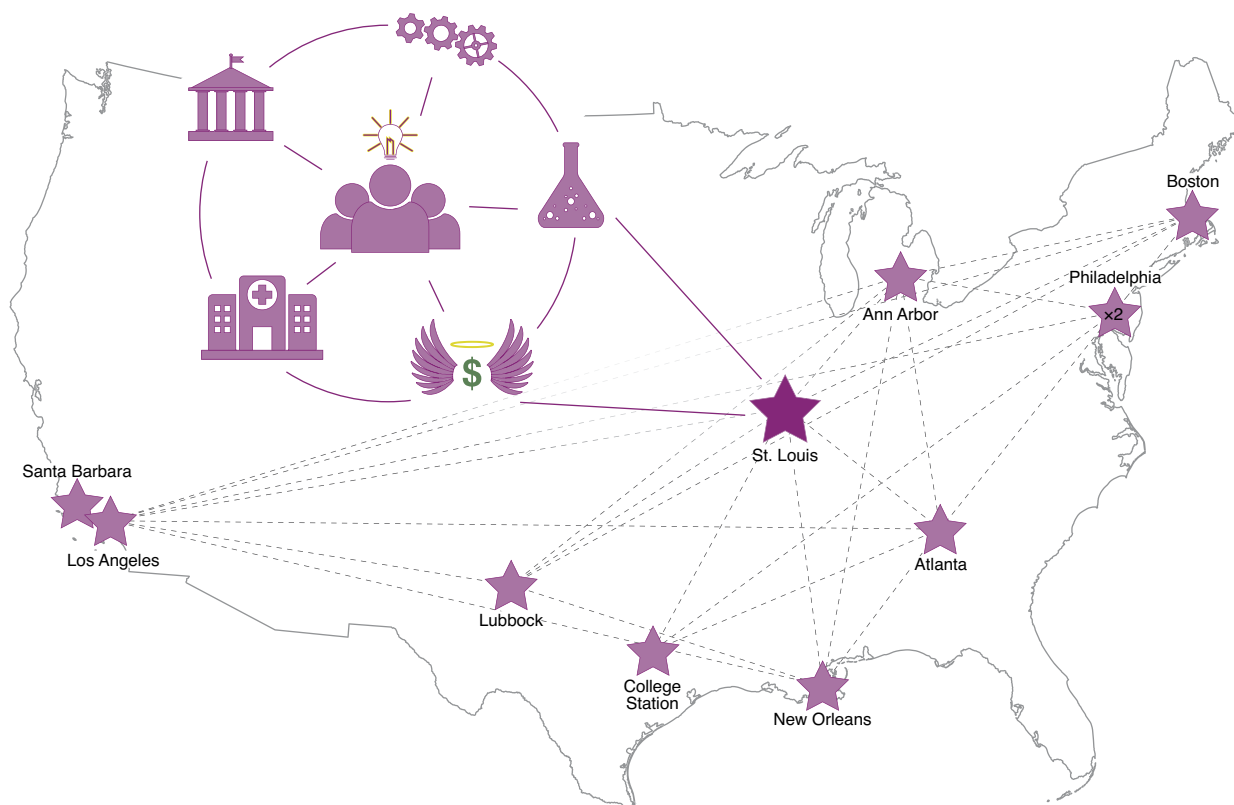 Boston
Philadelphia
×2
Ann Arbor
$
St. Louis
Santa Barbara
Los Angeles
Atlanta
Lubbock
College
Station
New Orleans